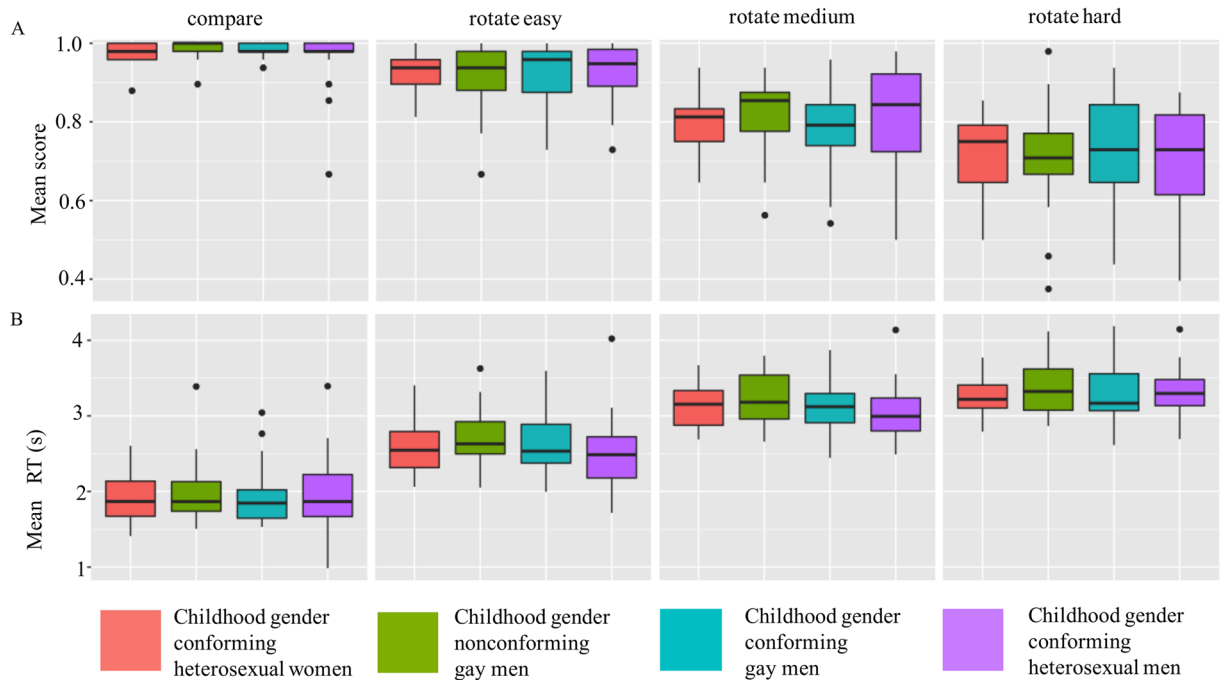 A
compare
rotate easy
rotate medium
rotate hard
Mean score
1.0
0.8
0.6
0.4
B
Mean RT (s)
4
3
2
1
Childhood gender
conforming
heterosexual women
Childhood gender
nonconforming
gay men
Childhood gender
conforming
gay men
Childhood gender
conforming
heterosexual men